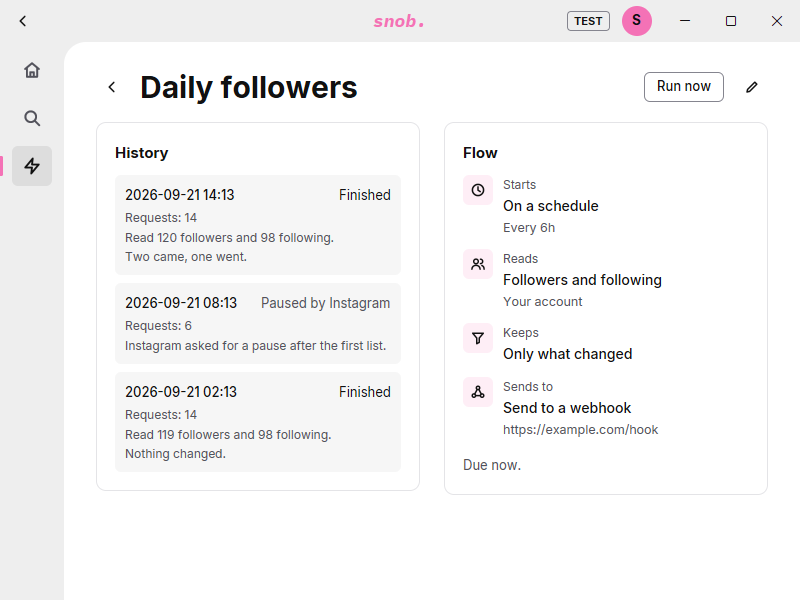 snob.
TEST
S
Daily followers
Run now
History
2026-09-21 14:13 Finished
Requests: 14
Read 120 followers and 98 following.
Two came, one went.
2026-09-21 08:13 Paused by Instagram
Requests: 6
Instagram asked for a pause after the first list.
2026-09-21 02:13 Finished
Requests: 14
Read 119 followers and 98 following.
Nothing changed.
Flow
Starts
On a schedule
Every 6h
Reads
Followers and following
Your account
Keeps
Only what changed
Sends to
Send to a webhook
https://example.com/hook
Due now.